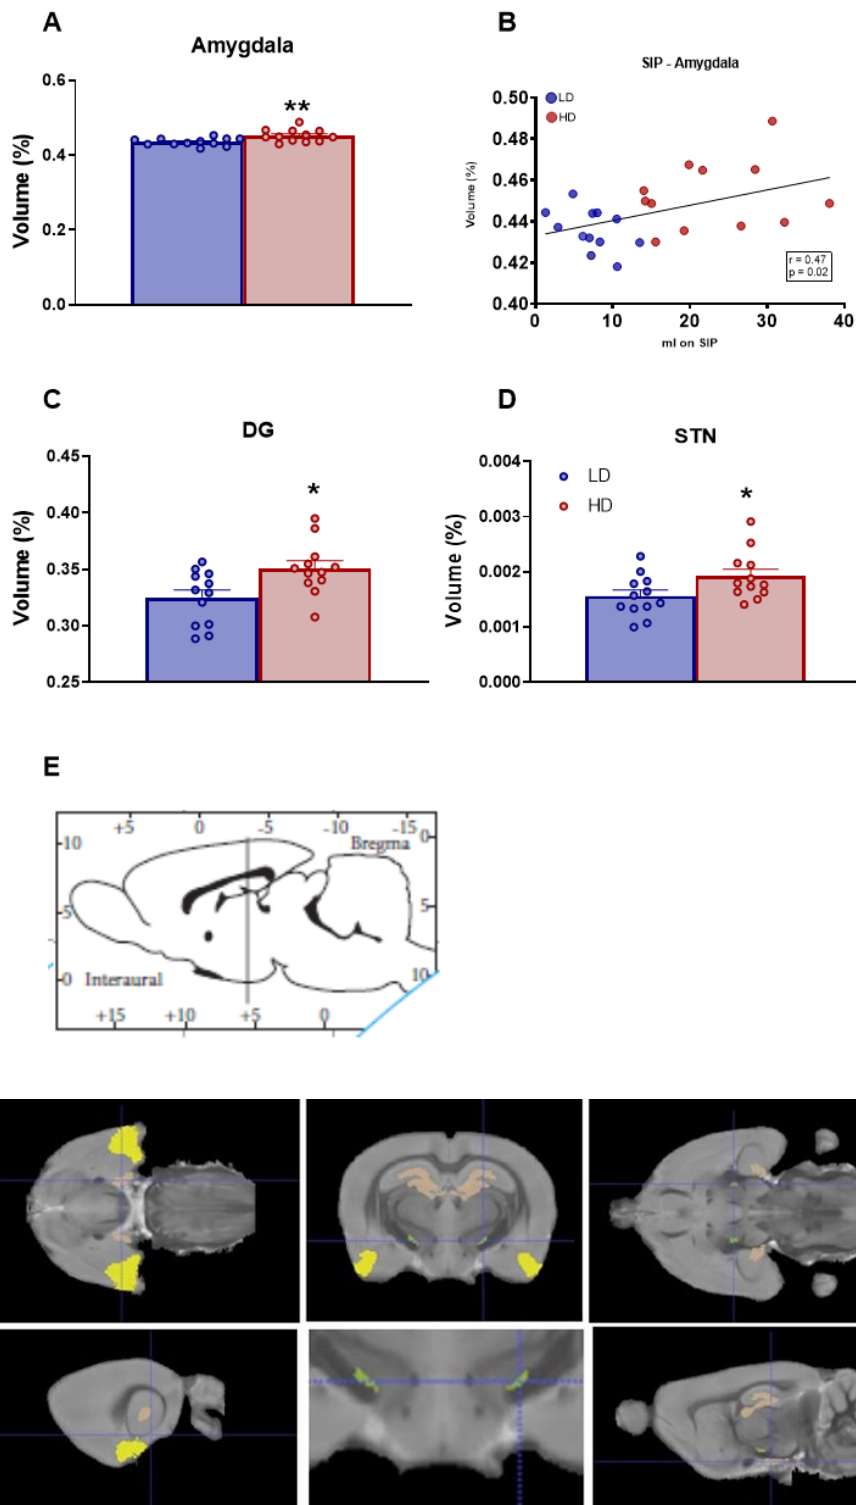 A
Amygdala
Volume (%)
0.6
0.4
0.2
0.0
**
B
SIP - Amygdala
Volume (%)
0.50
0.48
0.46
0.44
0.42
0.40
LD
HD
r = 0.47
p = 0.02
0 10 20 30 40
ml on SIP
C
DG
Volume (%)
0.45
0.40
0.35
0.30
0.25
*
D
STN
Volume (%)
0.004
0.003
0.002
0.001
0.000
LD
HD
*
E
+5 0 -5 -10 -15
10 Bregma 0
5 5
0 Interaural 10
+15 +10 +5 0